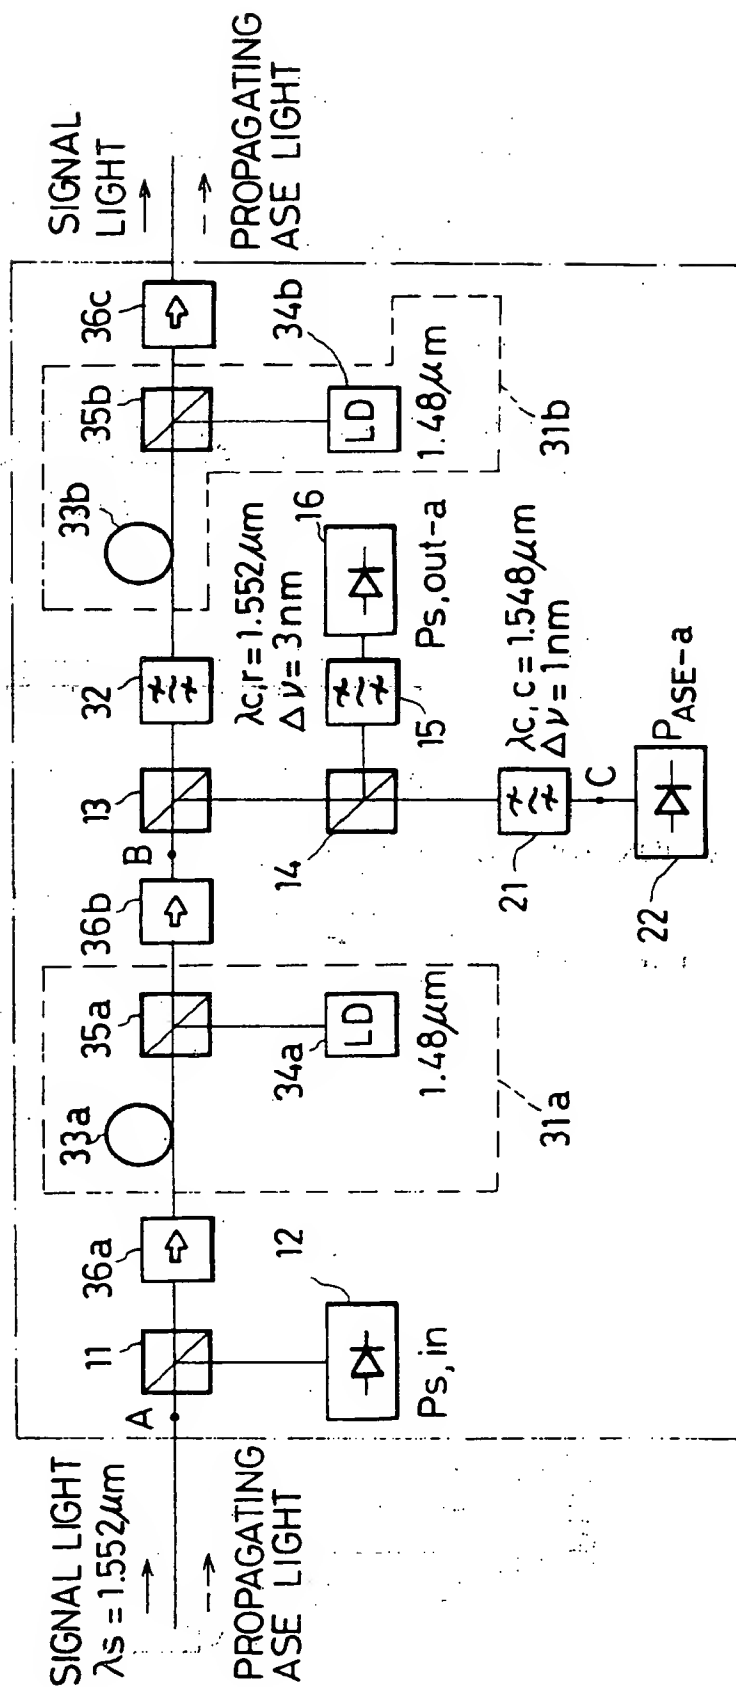 SIGNAL LIGHT
λs = 1.552μm
PROPAGATING
ASE LIGHT
A
11
Ps, in
12
36a
33a
35a
34a
LD
1.48μm
31a
36b
B
13
14
32
λc, r = 1.552μm
Δν = 3nm
15
16
Ps, out-a
21
λc, c = 1.548μm
Δν = 1nm
C
22
PASE-a
33b
35b
34b
LD
1.48μm
31b
36c
SIGNAL
LIGHT
PROPAGATING
ASE LIGHT